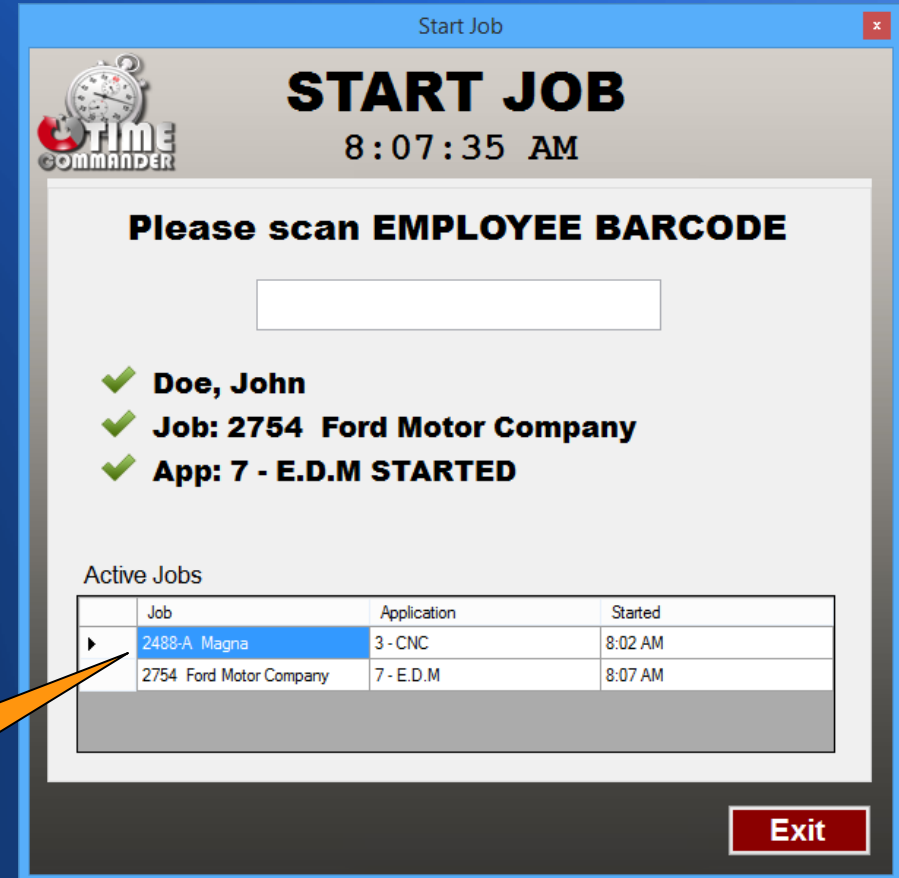 Start Job
x
TIME
COMMANDER
START JOB
8:07:35 AM
Please scan EMPLOYEE BARCODE
Doe, John
Job: 2754 Ford Motor Company
App: 7 - E.D.M STARTED
Active Jobs
Job Application Started
2488-A Magna 3 - CNC 8:02 AM
2754 Ford Motor Company 7 - E.D.M 8:07 AM
Exit